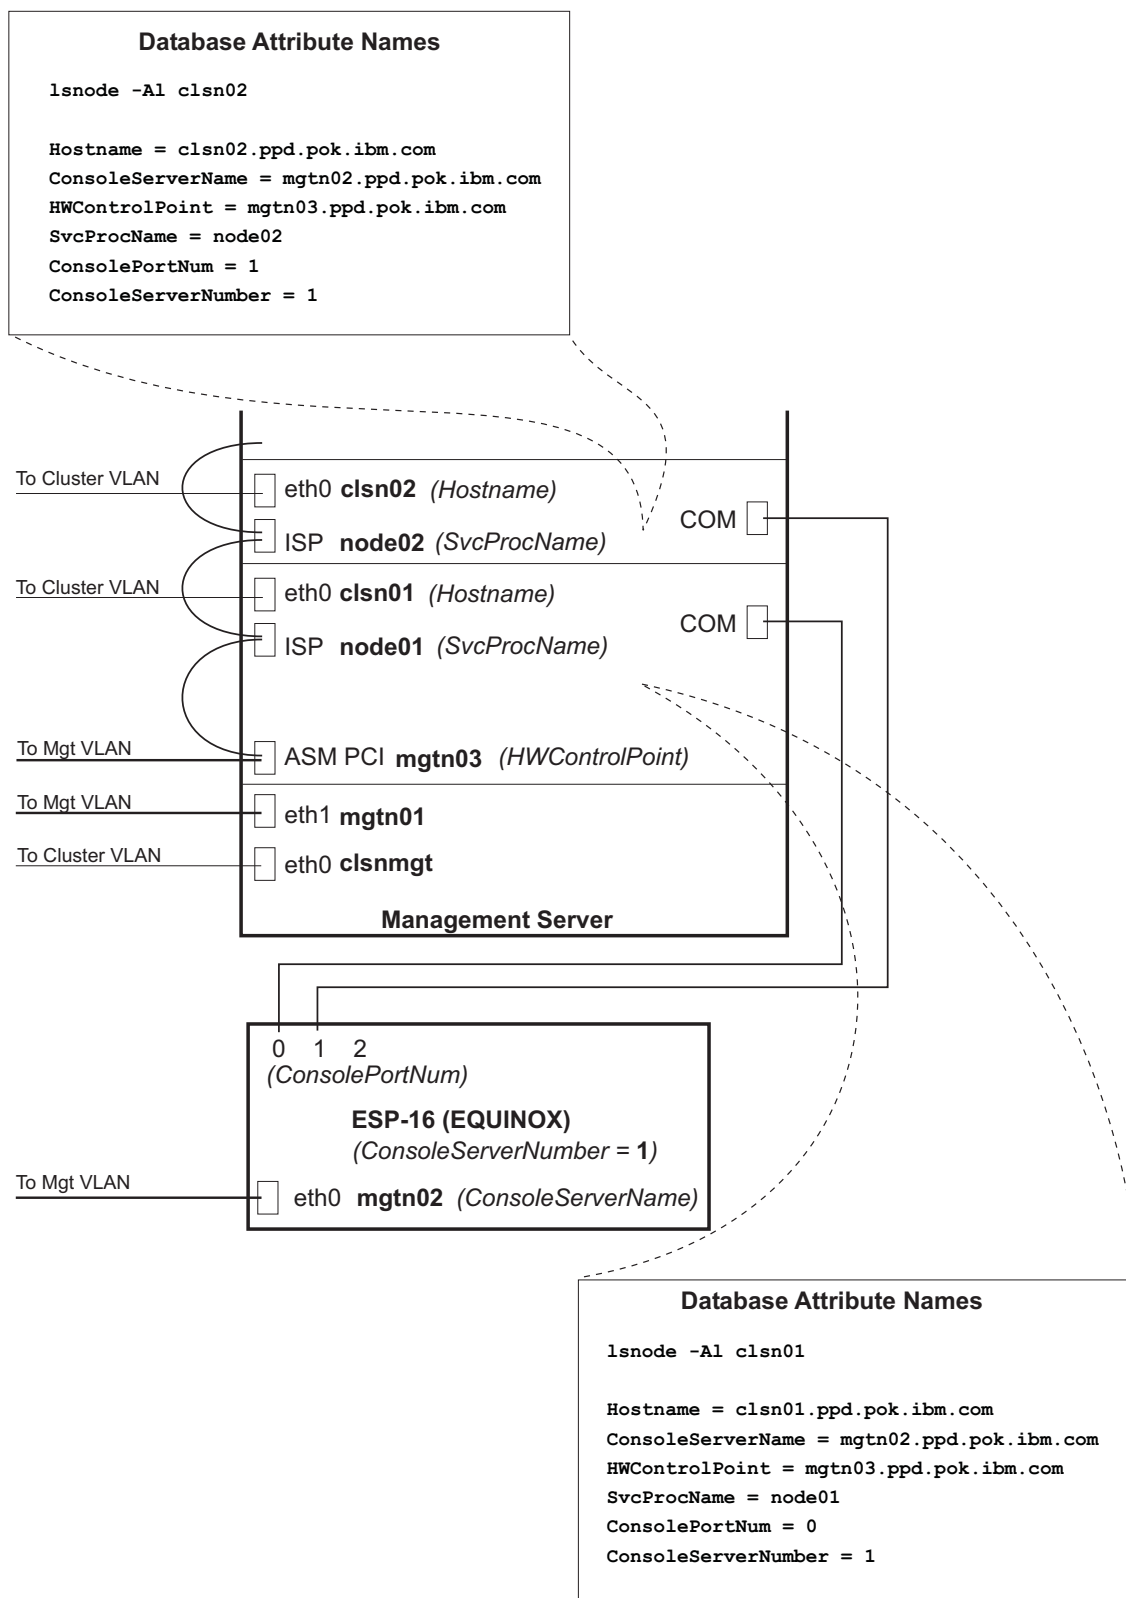 Database Attribute Names
lsnode -Al clsn02
Hostname = clsn02.ppd.pok.ibm.com
ConsoleServerName = mgtn02.ppd.pok.ibm.com
HWControlPoint = mgtn03.ppd.pok.ibm.com
SvcProcName = node02
ConsolePortNum = 1
ConsoleServerNumber = 1
To Cluster VLAN
eth0 clsn02 (Hostname)
COM
ISP node02 (SvcProcName)
To Cluster VLAN
eth0 clsn01 (Hostname)
COM
ISP node01 (SvcProcName)
To Mgt VLAN
ASM PCI mgtn03 (HWControlPoint)
To Mgt VLAN
eth1 mgtn01
To Cluster VLAN
eth0 clsnmgt
Management Server
0 1 2
(ConsolePortNum)
ESP-16 (EQUINOX)
(ConsoleServerNumber = 1)
To Mgt VLAN
eth0 mgtn02 (ConsoleServerName)
Database Attribute Names
lsnode -Al clsn01
Hostname = clsn01.ppd.pok.ibm.com
ConsoleServerName = mgtn02.ppd.pok.ibm.com
HWControlPoint = mgtn03.ppd.pok.ibm.com
SvcProcName = node01
ConsolePortNum = 0
ConsoleServerNumber = 1